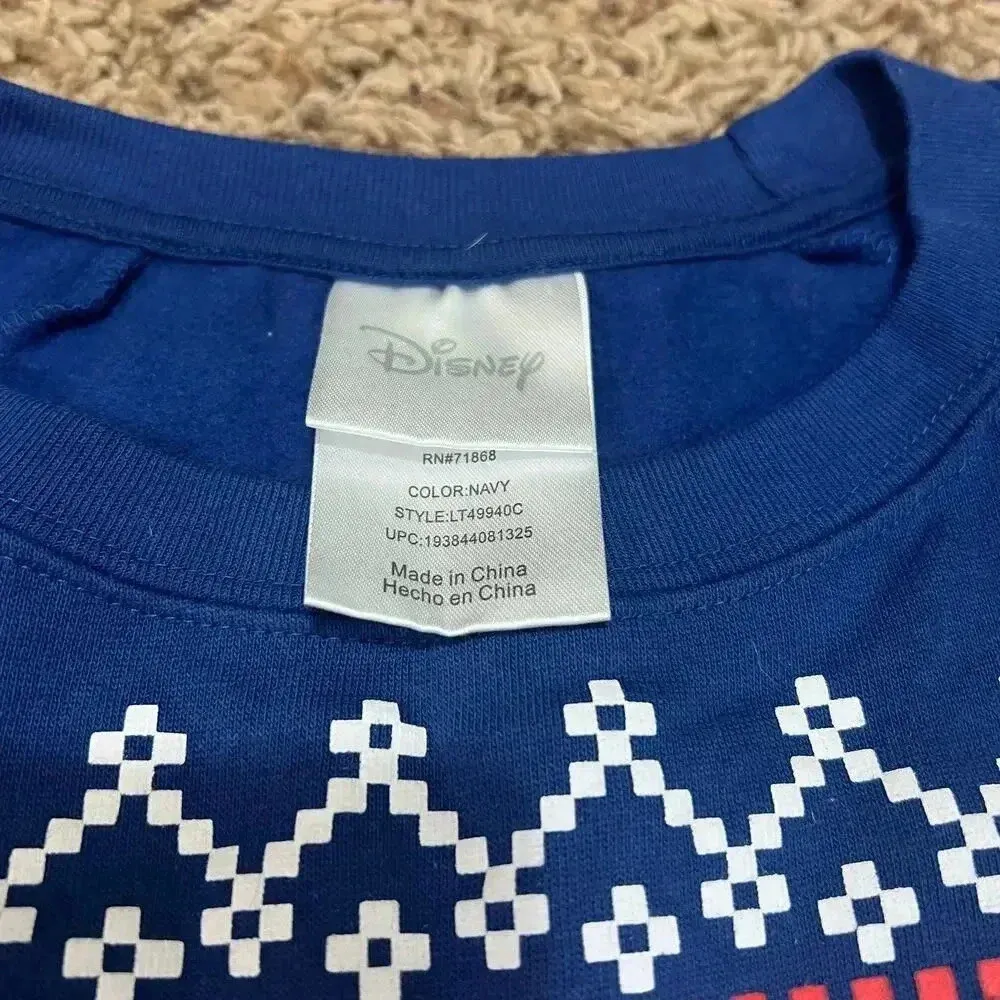 Disney
RN#71868
COLOR:NAVY
STYLE:LT49940C
UPC:193844081325
Made in China
Hecho en China